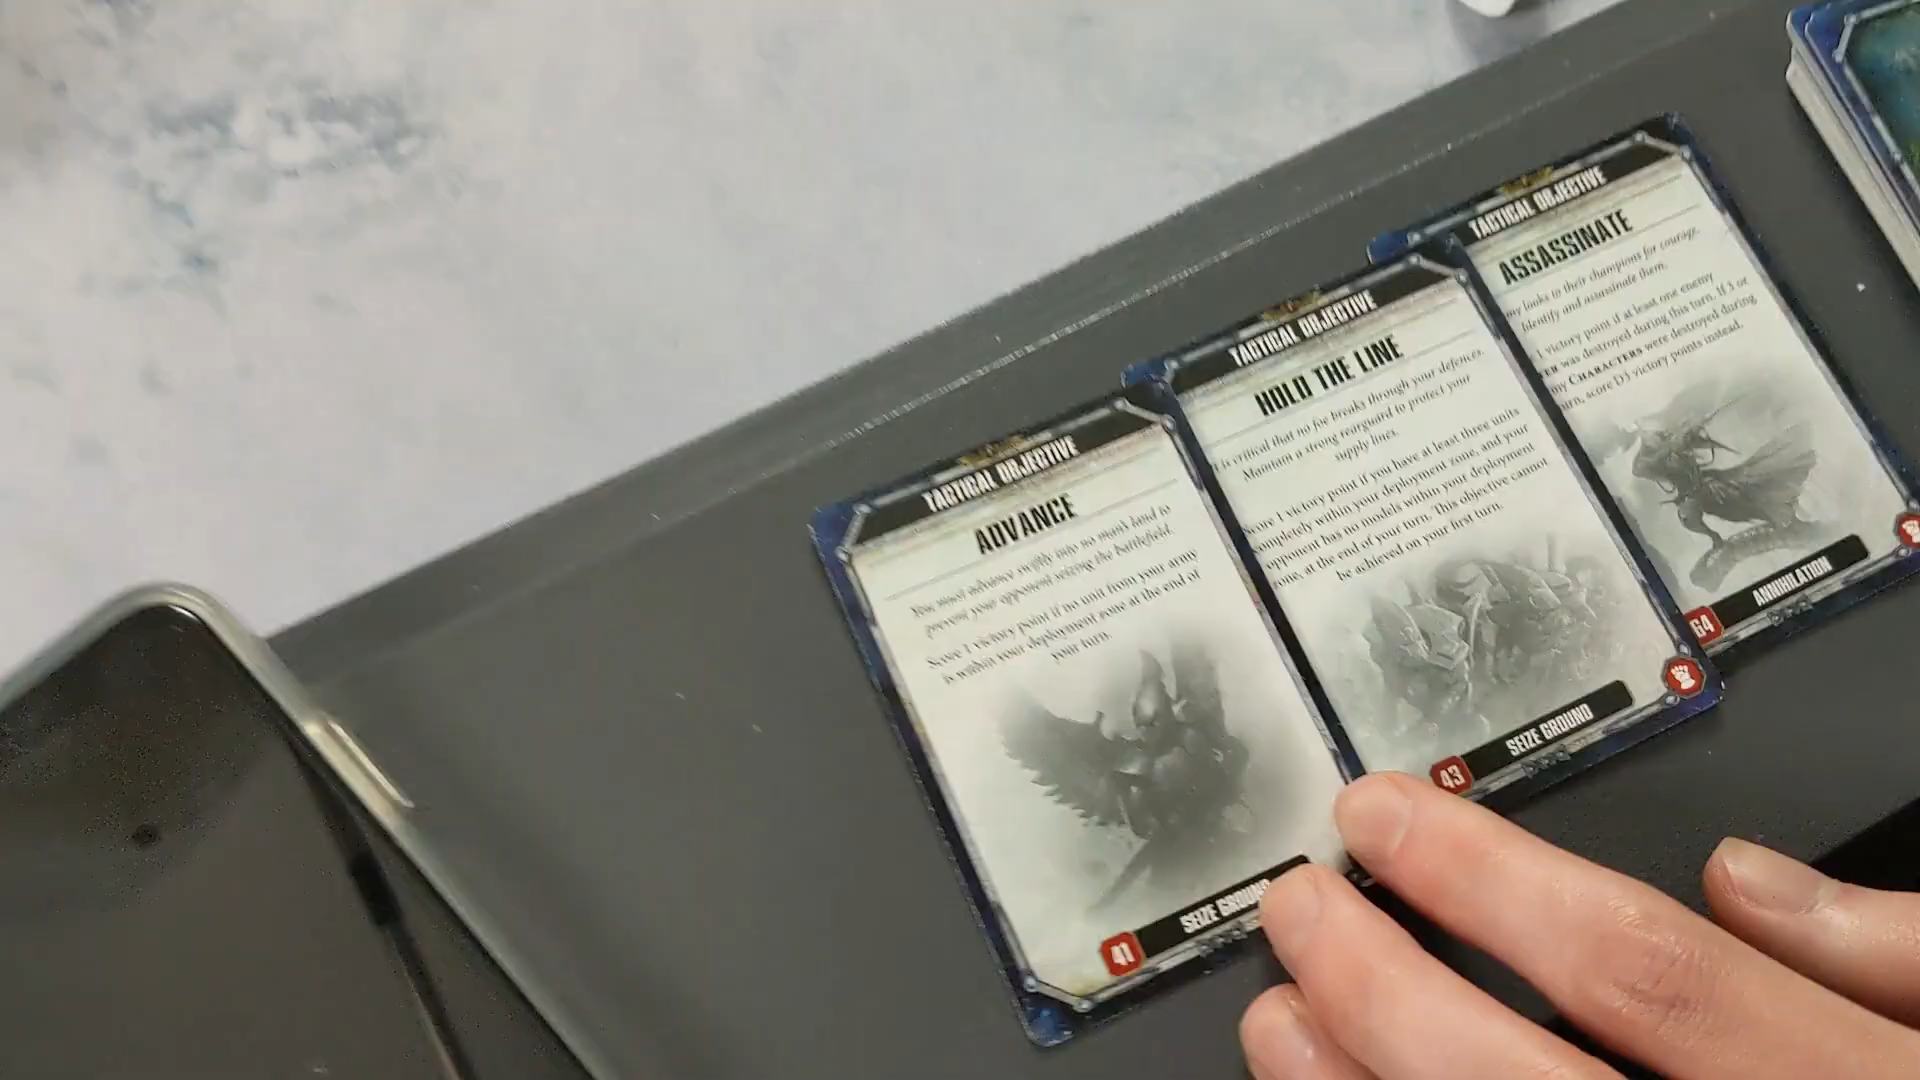 TACTICAL OBJECTIVE
ADVANCE
You must advance swiftly into no man's land to
prevent your opponent seizing the battlefield.
Score 1 victory point if no unit from your army
is within your deployment zone at the end of
your turn.
SEIZE GROUND
41
TACTICAL OBJECTIVE
HOLD THE LINE
t is critical that no foe breaks through your defences.
Maintain a strong rearguard to protect your
supply lines.
Score 1 victory point if you have at least three units
completely within your deployment zone, and your
opponent has no models within your deployment
zone, at the end of your turn. This objective cannot
be achieved on your first turn.
SEIZE GROUND
43
TACTICAL OBJECTIVE
ASSASSINATE
my looks to their champions for courage.
Identify and assassinate them.
1 victory point if at least one enemy
ER was destroyed during this turn. If 3 or
my CHARACTERS were destroyed during
urn, score D3 victory points instead.
ANNIHILATION
64